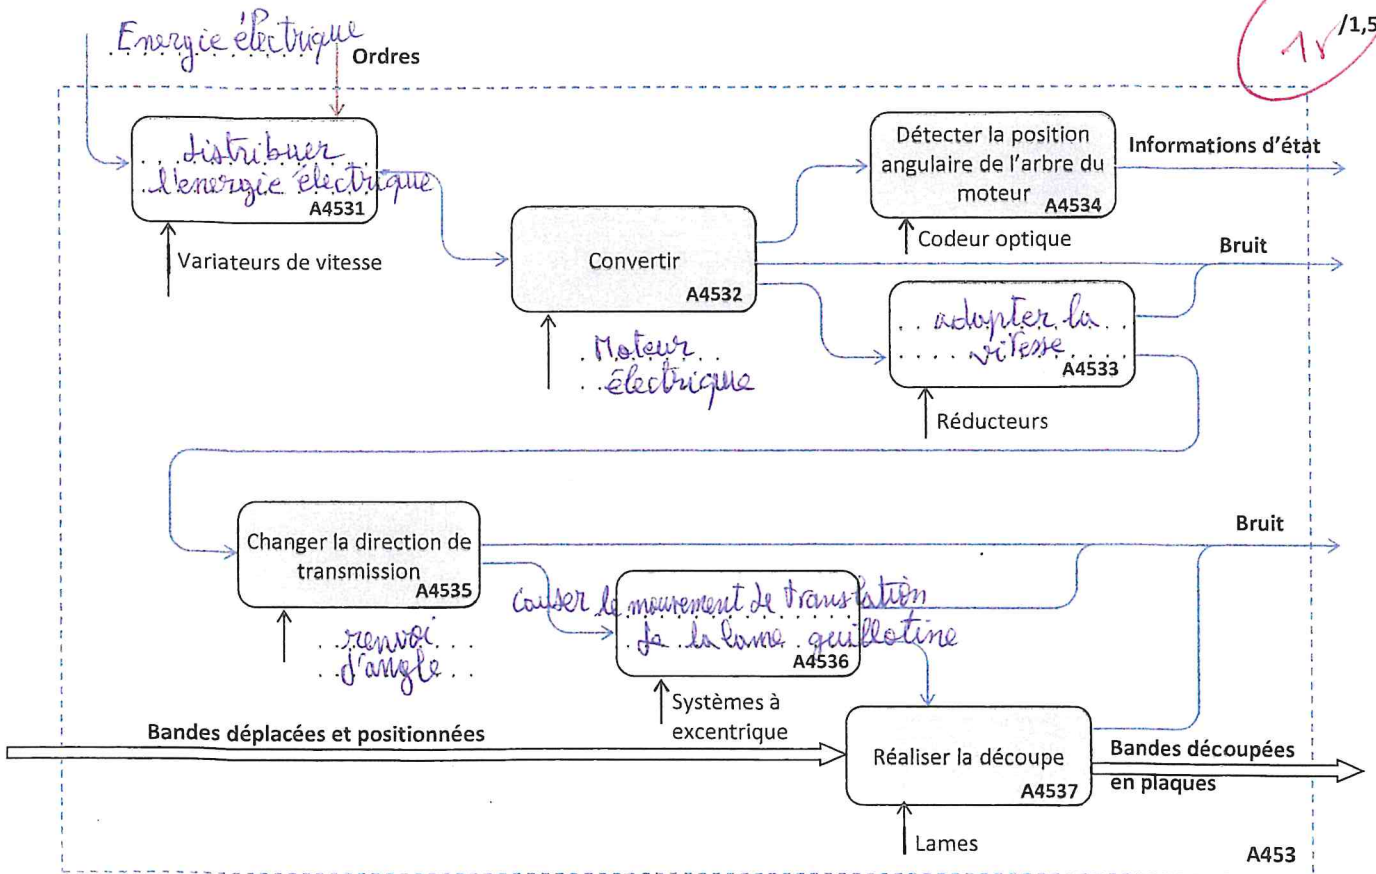 Energie électrique
Ordres
/1,5
distribuer
l'energie électrique
A4531
Variateurs de vitesse
Détecter la position
angulaire de l'arbre du
moteur
A4534
Informations d'état
Codeur optique
Convertir
A4532
Bruit
Moteur
électrique
adapter la
vitesse
A4533
Réducteurs
Changer la direction de
transmission
A4535
Bruit
renvoi
d'angle
causer le mouvement de translation
de la lame guillotine
A4536
Systèmes à
excentrique
Bandes déplacées et positionnées
Réaliser la découpe
A4537
Bandes découpées
en plaques
Lames
A453